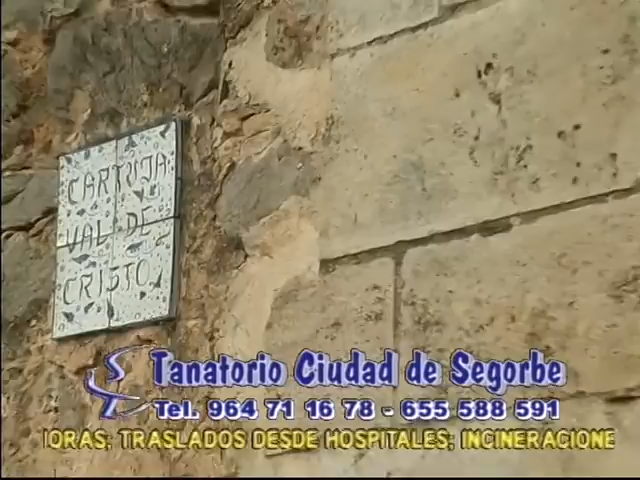 CARTUJA
VAL DE
CRISTO
Tanatorio Ciudad de Segorbe
Tel. 964 71 16 78 - 655 588 591
IORAS, TRASLADOS DESDE HOSPITALES, INCINERACIONE